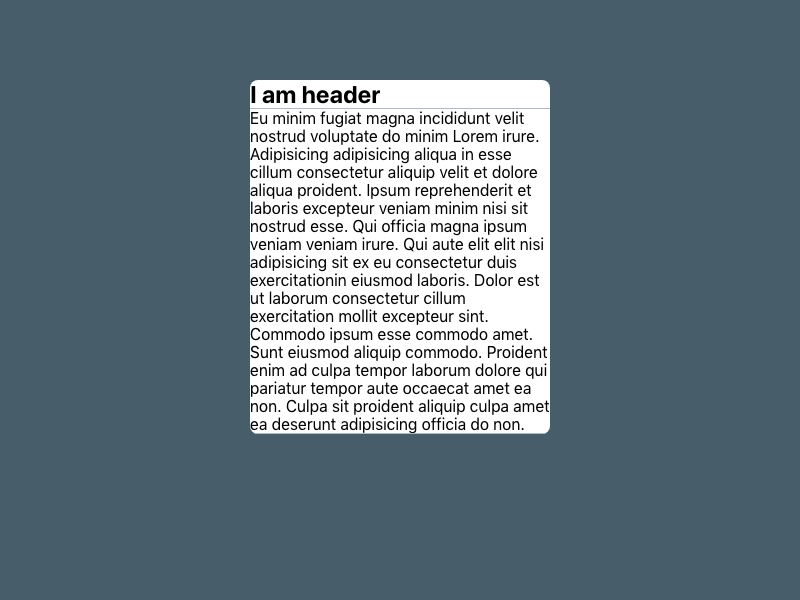 I am header
Eu minim fugiat magna incididunt velit
nostrud voluptate do minim Lorem irure.
Adipisicing adipisicing aliqua in esse
cillum consectetur aliquip velit et dolore
aliqua proident. Ipsum reprehenderit et
laboris excepteur veniam minim nisi sit
nostrud esse. Qui officia magna ipsum
veniam veniam irure. Qui aute elit elit nisi
adipisicing sit ex eu consectetur duis
exercitationin eiusmod laboris. Dolor est
ut laborum consectetur cillum
exercitation mollit excepteur sint.
Commodo ipsum esse commodo amet.
Sunt eiusmod aliquip commodo. Proident
enim ad culpa tempor laborum dolore qui
pariatur tempor aute occaecat amet ea
non. Culpa sit proident aliquip culpa amet
ea deserunt adipisicing officia do non.